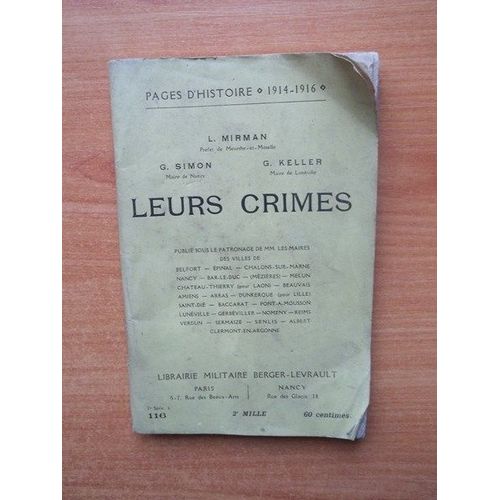 PAGES D'HISTOIRE ◆ 1914-1916 ◆
L. MIRMAN
Préfet de Meurthe-et-Moselle
G. SIMON G. KELLER
Maire de Nancy Maire de Lunéville
LEURS CRIMES
PUBLIÉ SOUS LE PATRONAGE DE MM. LES MAIRES
DES VILLES DE
BELFORT — ÉPINAL — CHALONS-SUR-MARNE
NANCY — BAR-LE-DUC — (MÉZIÈRES) — MELUN
CHATEAU-THIERRY (pour LAON) — BEAUVAIS
AMIENS — ARRAS — DUNKERQUE (pour LILLE)
SAINT-DIÉ — BACCARAT — PONT-A-MOUSSON
LUNÉVILLE — GERBÉVILLER — NOMENY — REIMS
VERDUN — SERMAIZE — SENLIS — ALBERT
CLERMONT-EN-ARGONNE
LIBRAIRIE MILITAIRE BERGER-LEVRAULT
PARIS NANCY
5-7, Rue des Beaux-Arts Rue des Glacis 18
116 2e MILLE 60 centimes.